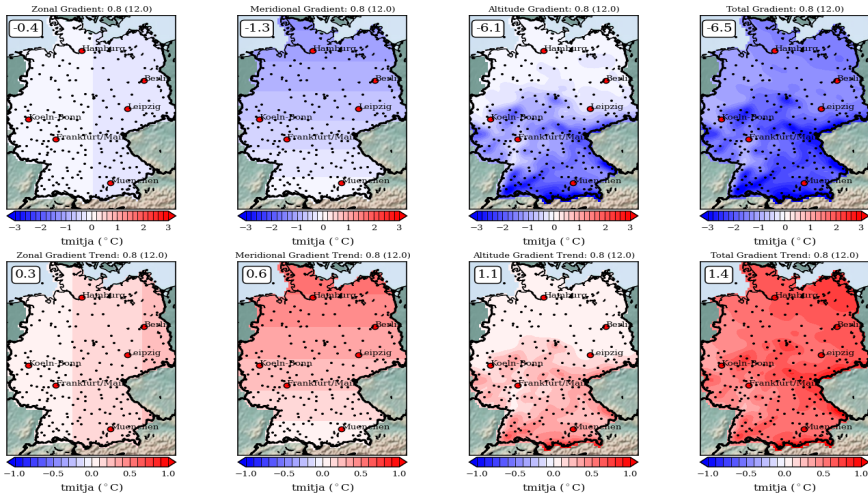 Zonal Gradient: 0.8 (12.0)
-0.4
Hamburg
Berlin
Leipzig
Koeln-Bonn
Frankfurt/Main
Muenchen
−3 −2 −1 0 1 2 3
tmitja (°C)
Meridional Gradient: 0.8 (12.0)
-1.3
Hamburg
Berlin
Leipzig
Koeln-Bonn
Frankfurt/Main
Muenchen
−3 −2 −1 0 1 2 3
tmitja (°C)
Altitude Gradient: 0.8 (12.0)
-6.1
Hamburg
Berlin
Leipzig
Koeln-Bonn
Frankfurt/Main
Muenchen
−3 −2 −1 0 1 2 3
tmitja (°C)
Total Gradient: 0.8 (12.0)
-6.5
Hamburg
Berlin
Leipzig
Koeln-Bonn
Frankfurt/Main
Muenchen
−3 −2 −1 0 1 2 3
tmitja (°C)
Zonal Gradient Trend: 0.8 (12.0)
0.3
Hamburg
Berlin
Leipzig
Koeln-Bonn
Frankfurt/Main
Muenchen
−1.0 −0.5 0.0 0.5 1.0
tmitja (°C)
Meridional Gradient Trend: 0.8 (12.0)
0.6
Hamburg
Berlin
Leipzig
Koeln-Bonn
Frankfurt/Main
Muenchen
−1.0 −0.5 0.0 0.5 1.0
tmitja (°C)
Altitude Gradient Trend: 0.8 (12.0)
1.1
Hamburg
Berlin
Leipzig
Koeln-Bonn
Frankfurt/Main
Muenchen
−1.0 −0.5 0.0 0.5 1.0
tmitja (°C)
Total Gradient Trend: 0.8 (12.0)
1.4
Hamburg
Berlin
Leipzig
Koeln-Bonn
Frankfurt/Main
Muenchen
−1.0 −0.5 0.0 0.5 1.0
tmitja (°C)